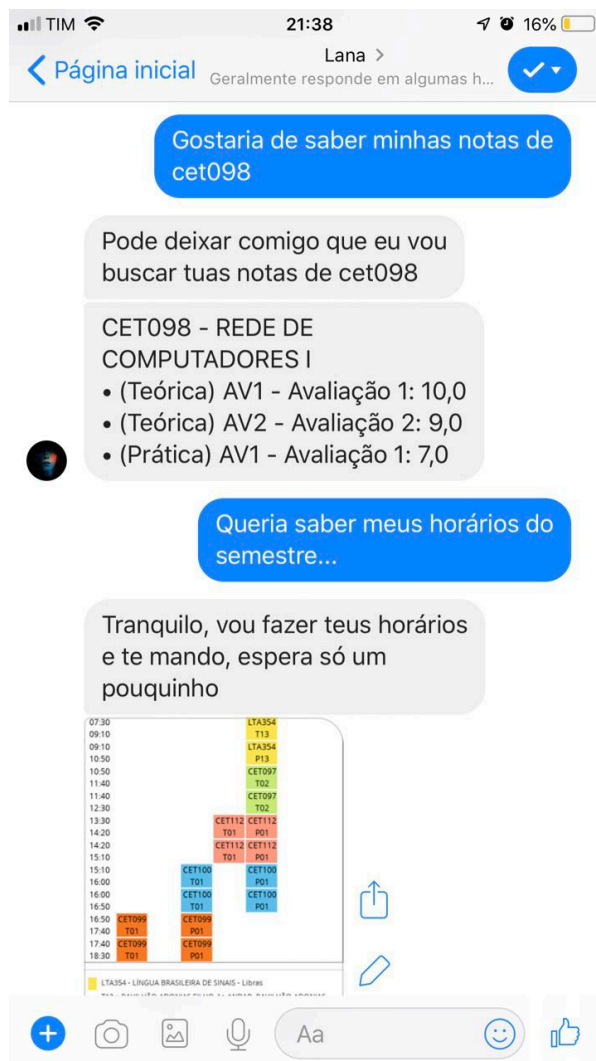 TIM 21:38 16%
Página inicial
Lana >
Geralmente responde em algumas h...
Gostaria de saber minhas notas de
cet098
Pode deixar comigo que eu vou
buscar tuas notas de cet098
CET098 - REDE DE
COMPUTADORES I
• (Teórica) AV1 - Avaliação 1: 10,0
• (Teórica) AV2 - Avaliação 2: 9,0
• (Prática) AV1 - Avaliação 1: 7,0
Queria saber meus horários do
semestre...
Tranquilo, vou fazer teus horários
e te mando, espera só um
pouquinho
07:30 LTA354
09:10 T13
09:10 LTA354
10:50 P13
10:50 CET097
11:40 T02
11:40 CET097
12:30 T02
13:30 CET112 CET112
14:20 T01 P01
14:20 CET112 CET112
15:10 T01 P01
15:10 CET100 CET100
16:00 T01 P01
16:00 CET100 CET100
16:50 T01 P01
16:50 CET099 CET099
17:40 T01 P01
17:40 CET099 CET099
18:30 T01 P01
LTA354 - LÍNGUA BRASILEIRA DE SINAIS - Libras
Aa